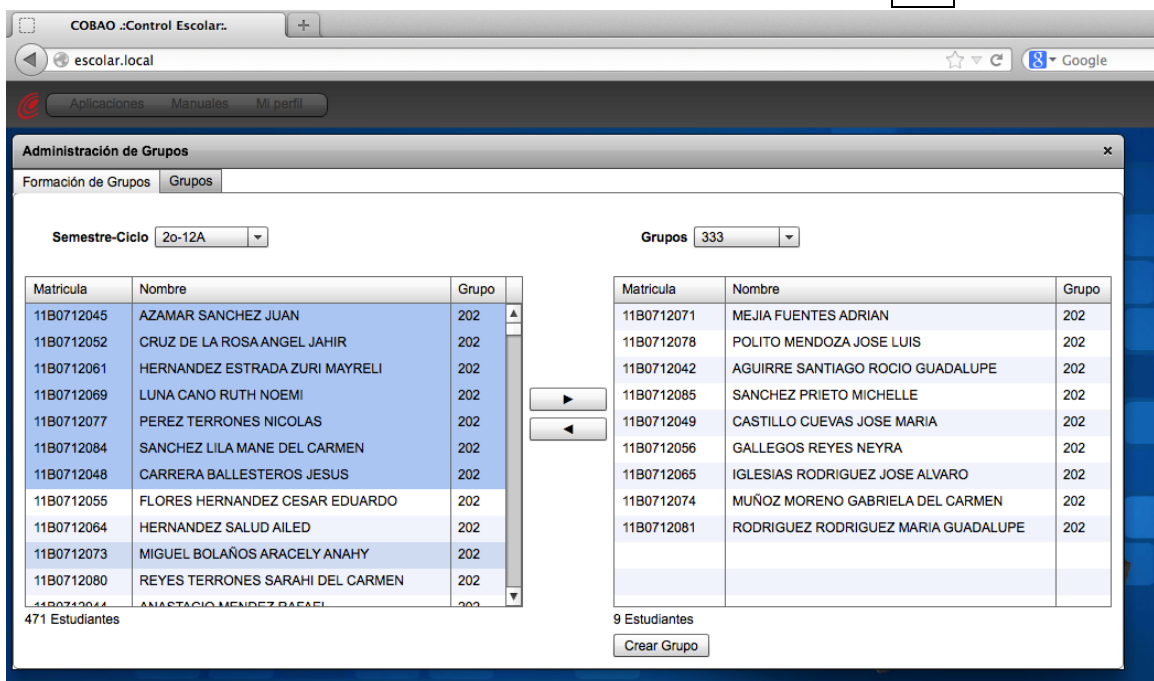 COBAO .:Control Escolar:.
escolar.local
Google
Aplicaciones Manuales Mi perfil
Administración de Grupos
Formación de Grupos Grupos
Semestre-Ciclo 2o-12A
Grupos 333
Matricula Nombre Grupo
11B0712045 AZAMAR SANCHEZ JUAN 202
11B0712052 CRUZ DE LA ROSA ANGEL JAHIR 202
11B0712061 HERNANDEZ ESTRADA ZURI MAYRELI 202
11B0712069 LUNA CANO RUTH NOEMI 202
11B0712077 PEREZ TERRONES NICOLAS 202
11B0712084 SANCHEZ LILA MANE DEL CARMEN 202
11B0712048 CARRERA BALLESTEROS JESUS 202
11B0712055 FLORES HERNANDEZ CESAR EDUARDO 202
11B0712064 HERNANDEZ SALUD AILED 202
11B0712073 MIGUEL BOLAÑOS ARACELY ANAHY 202
11B0712080 REYES TERRONES SARAHI DEL CARMEN 202
11B0712044 ANASTACIO MENDEZ RAFAEL 202
471 Estudiantes
Matricula Nombre Grupo
11B0712071 MEJIA FUENTES ADRIAN 202
11B0712078 POLITO MENDOZA JOSE LUIS 202
11B0712042 AGUIRRE SANTIAGO ROCIO GUADALUPE 202
11B0712085 SANCHEZ PRIETO MICHELLE 202
11B0712049 CASTILLO CUEVAS JOSE MARIA 202
11B0712056 GALLEGOS REYES NEYRA 202
11B0712065 IGLESIAS RODRIGUEZ JOSE ALVARO 202
11B0712074 MUÑOZ MORENO GABRIELA DEL CARMEN 202
11B0712081 RODRIGUEZ RODRIGUEZ MARIA GUADALUPE 202
9 Estudiantes
Crear Grupo